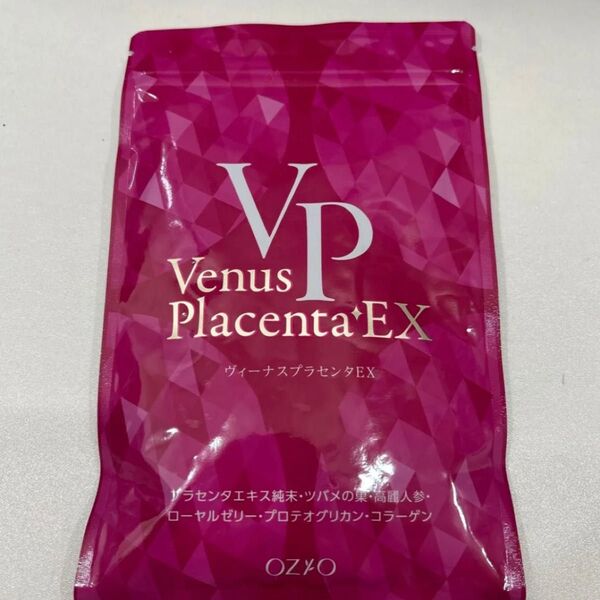 VP
Venus
Placenta✦EX
ヴィーナスプラセンタEX
プラセンタエキス純末・ツバメの巣・高麗人参・
ローヤルゼリー・プロテオグリカン・コラーゲン
OZIO